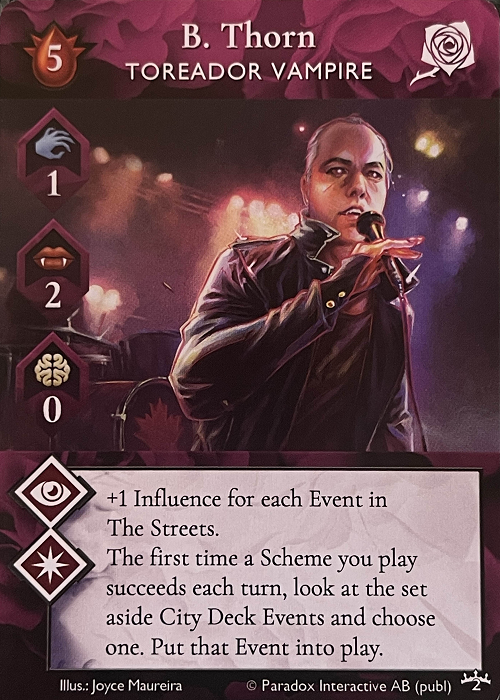 5
B. Thorn
TOREADOR VAMPIRE
1
2
0
+1 Influence for each Event in
The Streets.
The first time a Scheme you play
succeeds each turn, look at the set
aside City Deck Events and choose
one. Put that Event into play.
Illus.: Joyce Maureira © Paradox Interactive AB (publ) 2